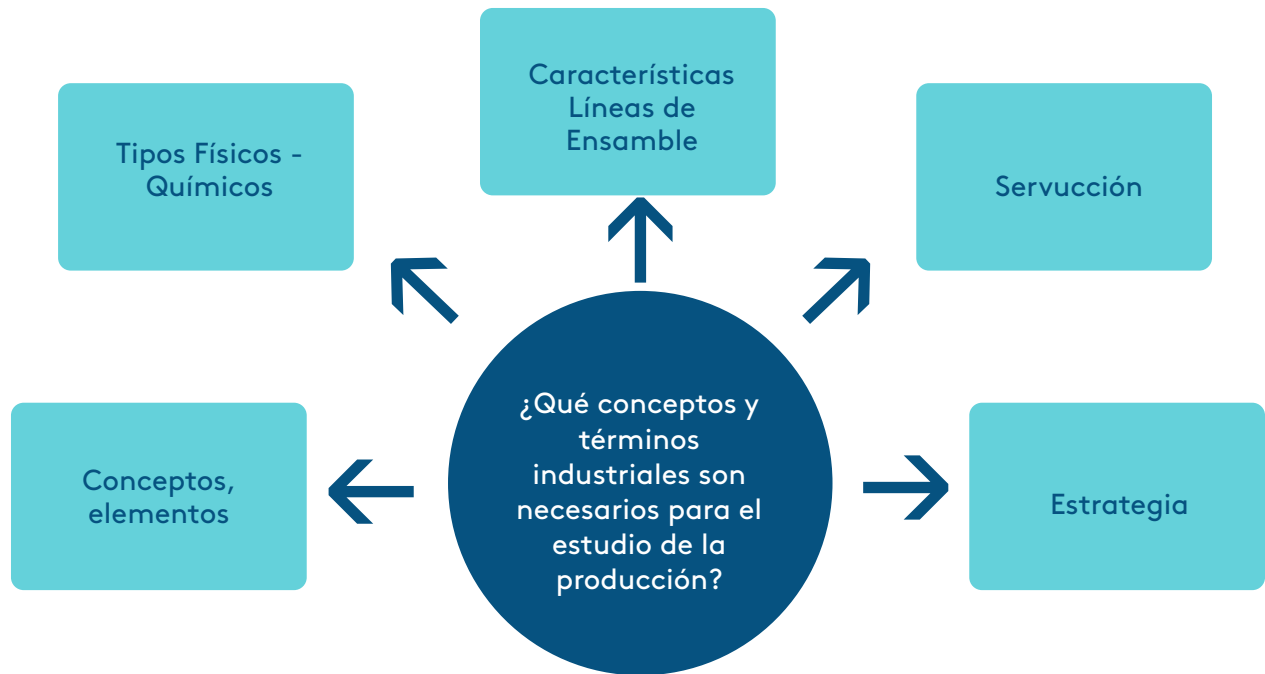 Caracterísitícas
Líneas de
Ensamble
Tipos Físicos -
Químicos
Servucción
¿Qué conceptos y
términos
industriales son
necesarios para el
estudio de la
producción?
Conceptos,
elementos
Estrategia